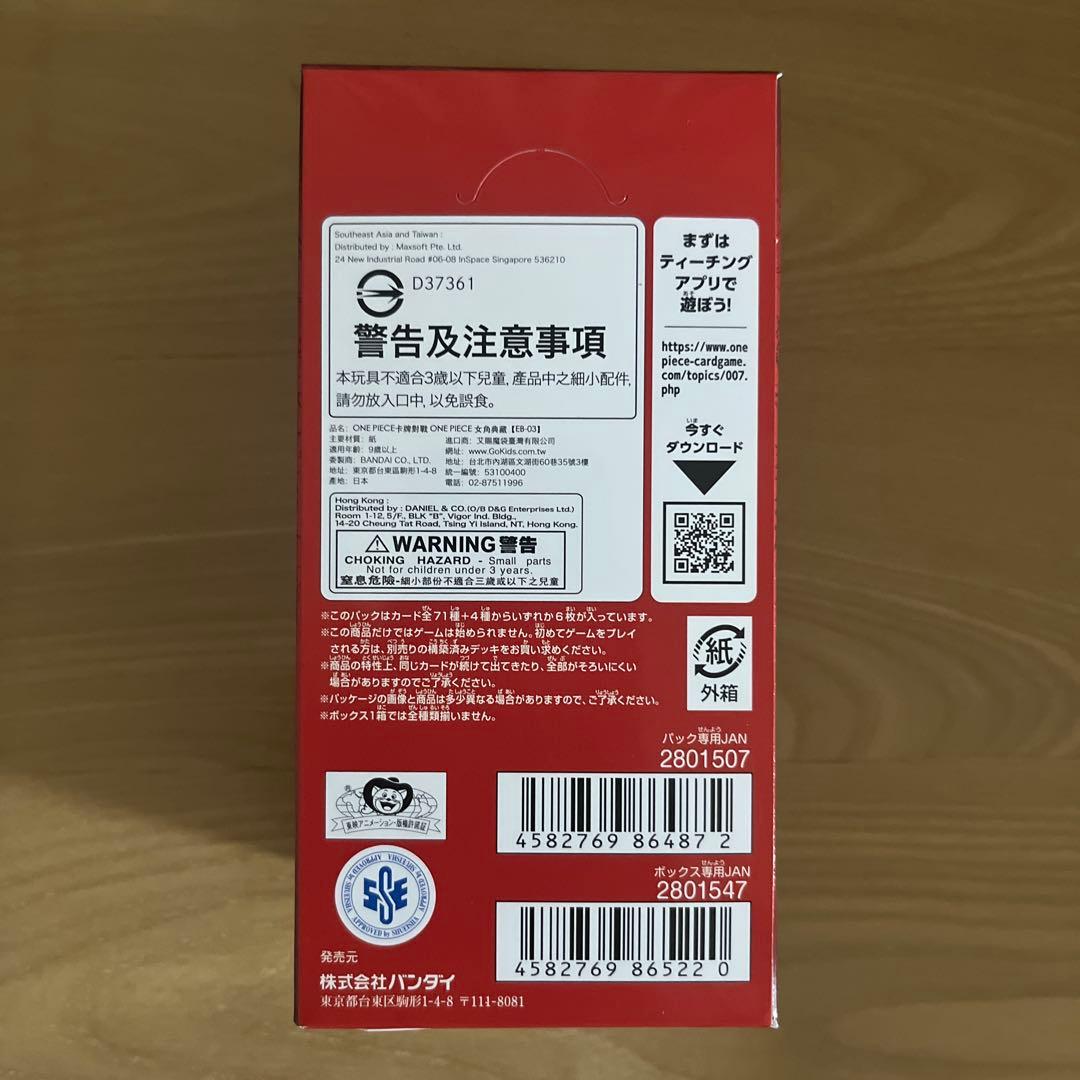 Southeast Asia and Taiwan :
Distributed by : Maxsoft Pte. Ltd.
24 New Industrial Road #06-08 InSpace Singapore 536210
D37361
警告及注意事項
本玩具不適合3歲以下兒童, 產品中之細小配件,
請勿放入口中, 以免誤食。
品名: ONE PIECE卡牌對戰 ONE PIECE 女角典藏【EB-03】
主要材質: 紙
適用年齡: 9歲以上
委製商: BANDAI CO., LTD.
地址: 東京都台東區駒形1-4-8
產地: 日本
進口商: 艾賜魔袋臺灣有限公司
網址: www.GoKids.com.tw
地址: 台北市內湖區文湖街60巷35號3樓
統一編號: 53100400
電話: 02-87511996
Hong Kong :
Distributed by : DANIEL & CO.(O/B D&G Enterprises Ltd.)
Room 1-12, 5/F., BLK "B", Vigor Ind. Bldg.,
14-20 Cheung Tat Road, Tsing Yi Island, NT, Hong Kong.
WARNING 警告
CHOKING HAZARD - Small parts
Not for children under 3 years.
窒息危險-細小部份不適合三歲或以下之兒童
まずは
ティーチング
アプリで
遊ぼう!
https://www.one
piece-cardgame.
com/topics/007.
php
今すぐ
ダウンロード
※このパックはカード全71種+4種からいずれか6枚が入っています。
※この商品だけではゲームは始められません。初めてゲームをプレイ
される方は、別売りの構築済みデッキをお買い求めください。
※商品の特性上、同じカードが続けて出てきたり、全部がそろいにくい
場合がありますのでご了承ください。
※パッケージの画像と商品は多少異なる場合がありますので、ご了承ください。
※ボックス1箱では全種類揃いません。
紙
外箱
パック専用JAN
2801507
4582769 86487 2
ボックス専用JAN
2801547
4582769 86522 0
東映アニメーション・版権許諾証
APPROVED by SHUEISHA
SSE
発売元
株式会社バンダイ
東京都台東区駒形1-4-8 〒111-8081